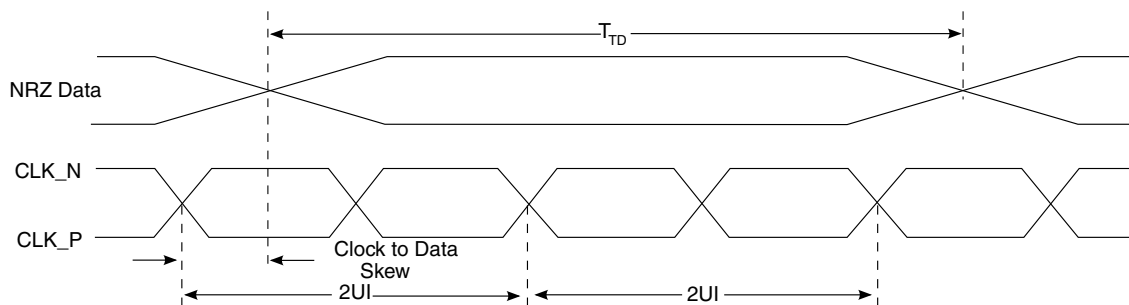 T_TD
NRZ Data
CLK_N
CLK_P
Clock to Data
Skew
2UI
2UI